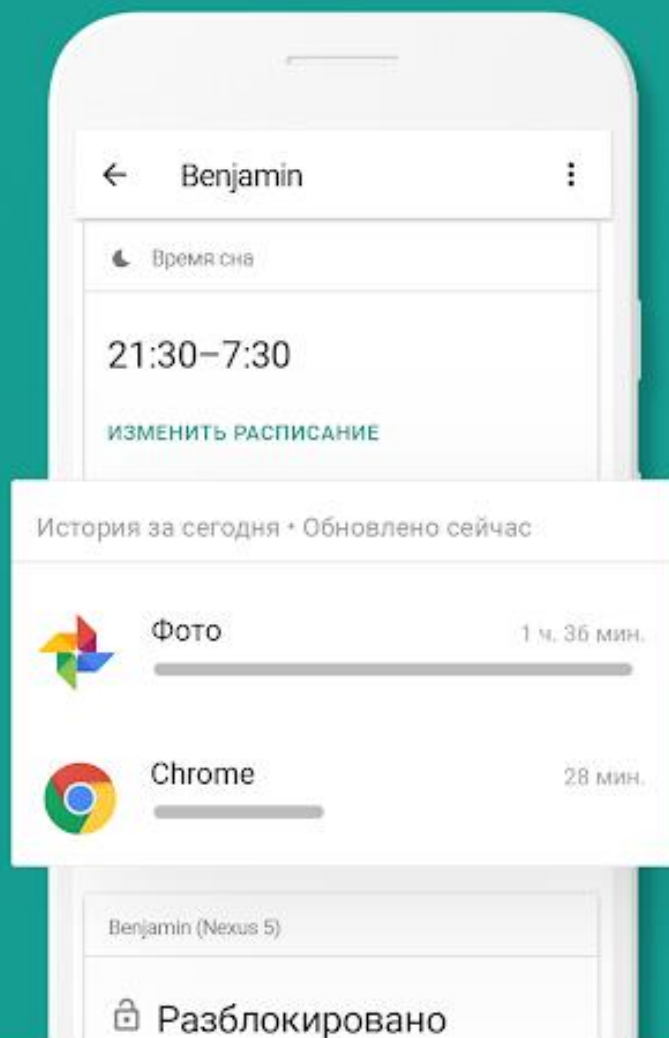 Benjamin
Время сна
21:30–7:30
ИЗМЕНИТЬ РАСПИСАНИЕ
История за сегодня • Обновлено сейчас
Фото 1 ч. 36 мин.
Chrome 28 мин.
Benjamin (Nexus 5)
Разблокировано